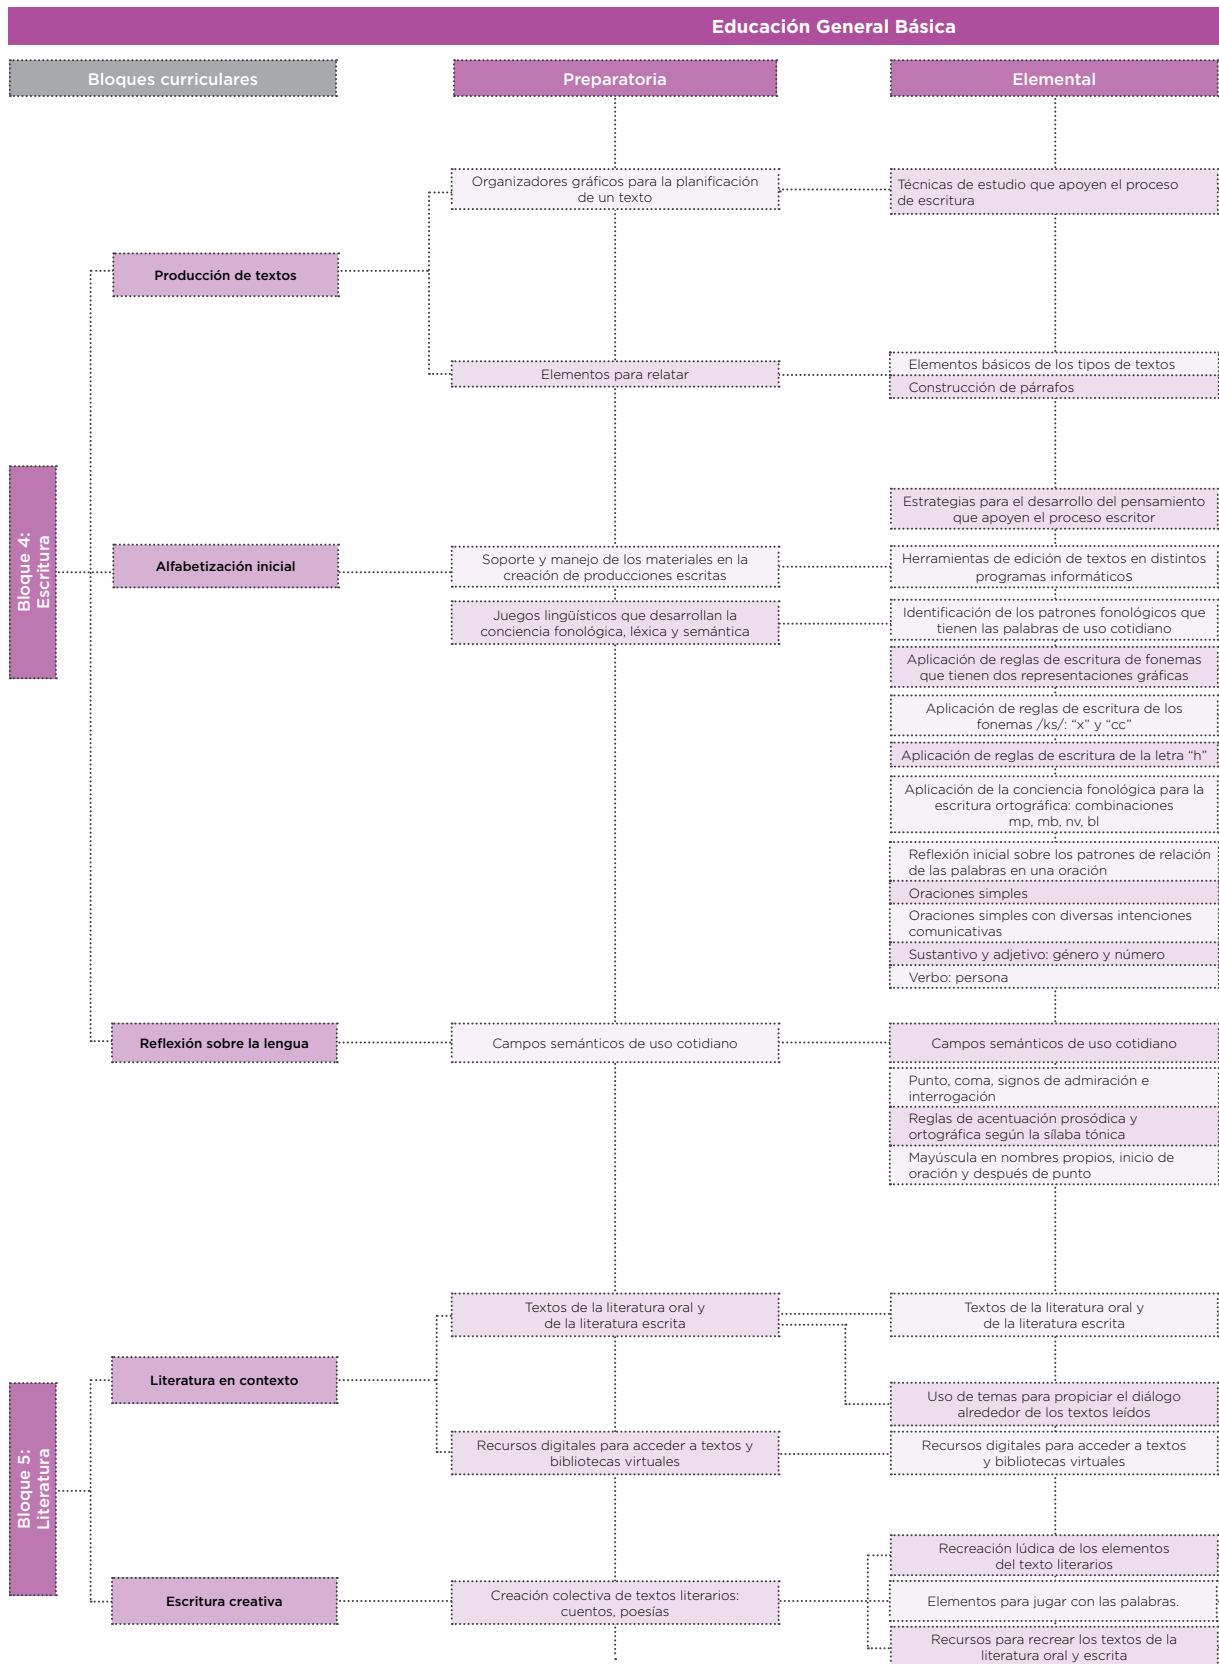 Educación General Básica
Bloques curriculares
Preparatoria
Elemental
Bloque 4:
Escritura
Producción de textos
Organizadores gráficos para la planificación
de un texto
Técnicas de estudio que apoyen el proceso
de escritura
Elementos para relatar
Elementos básicos de los tipos de textos
Construcción de párrafos
Alfabetización inicial
Estrategias para el desarrollo del pensamiento
que apoyen el proceso escritor
Soporte y manejo de los materiales en la
creación de producciones escritas
Herramientas de edición de textos en distintos
programas informáticos
Juegos lingüísticos que desarrollan la
conciencia fonológica, léxica y semántica
Identificación de los patrones fonológicos que
tienen las palabras de uso cotidiano
Aplicación de reglas de escritura de fonemas
que tienen dos representaciones gráficas
Aplicación de reglas de escritura de los
fonemas /ks/: “x” y “cc”
Aplicación de reglas de escritura de la letra “h”
Aplicación de la conciencia fonológica para la
escritura ortográfica: combinaciones
mp, mb, nv, bl
Reflexión inicial sobre los patrones de relación
de las palabras en una oración
Oraciones simples
Oraciones simples con diversas intenciones
comunicativas
Sustantivo y adjetivo: género y número
Verbo: persona
Reflexión sobre la lengua
Campos semánticos de uso cotidiano
Campos semánticos de uso cotidiano
Punto, coma, signos de admiración e
interrogación
Reglas de acentuación prosódica y
ortográfica según la sílaba tónica
Mayúscula en nombres propios, inicio de
oración y después de punto
Bloque 5:
Literatura
Literatura en contexto
Textos de la literatura oral y
de la literatura escrita
Textos de la literatura oral y
de la literatura escrita
Uso de temas para propiciar el diálogo
alrededor de los textos leídos
Recursos digitales para acceder a textos y
bibliotecas virtuales
Recursos digitales para acceder a textos
y bibliotecas virtuales
Escritura creativa
Creación colectiva de textos literarios:
cuentos, poesías
Recreación lúdica de los elementos
del texto literarios
Elementos para jugar con las palabras.
Recursos para recrear los textos de la
literatura oral y escrita